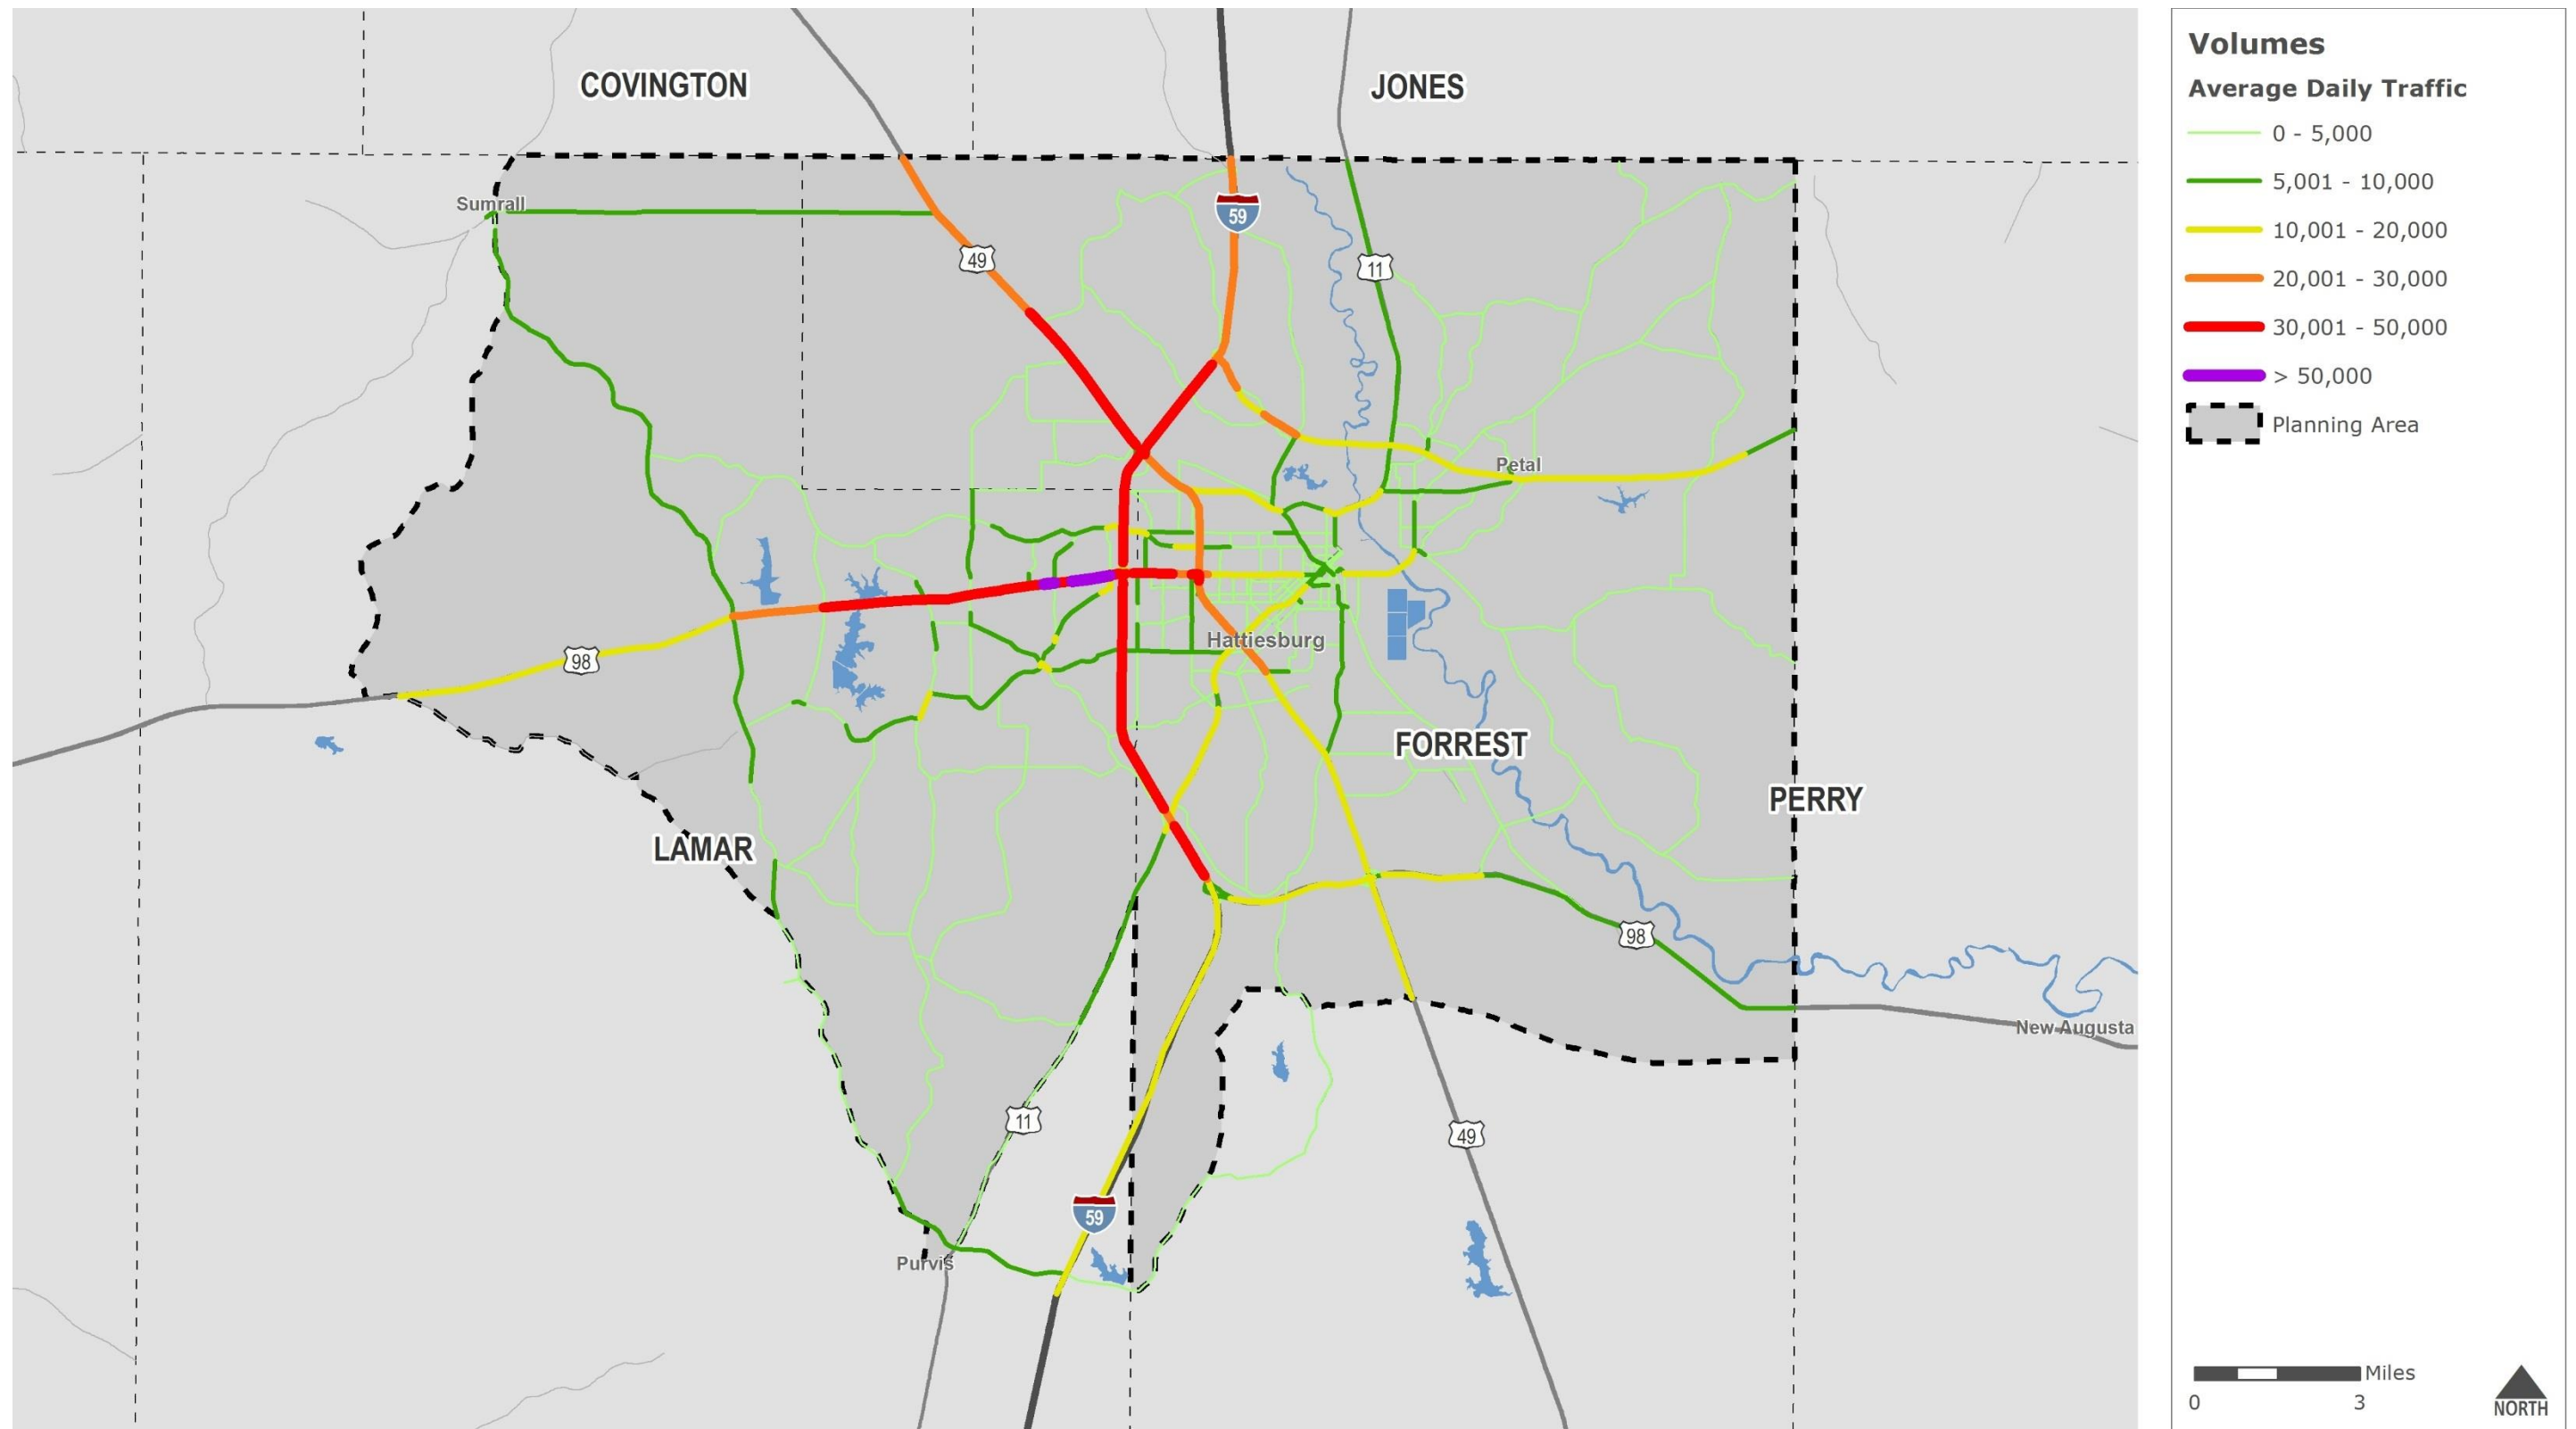 COVINGTON
JONES
Sumrall
59
49
11
Petal
98
Hattiesburg
FORREST
PERRY
LAMAR
98
New Augusta
11
49
59
Purvis
Volumes
Average Daily Traffic
0 - 5,000
5,001 - 10,000
10,001 - 20,000
20,001 - 30,000
30,001 - 50,000
> 50,000
Planning Area
Miles
0 3
NORTH